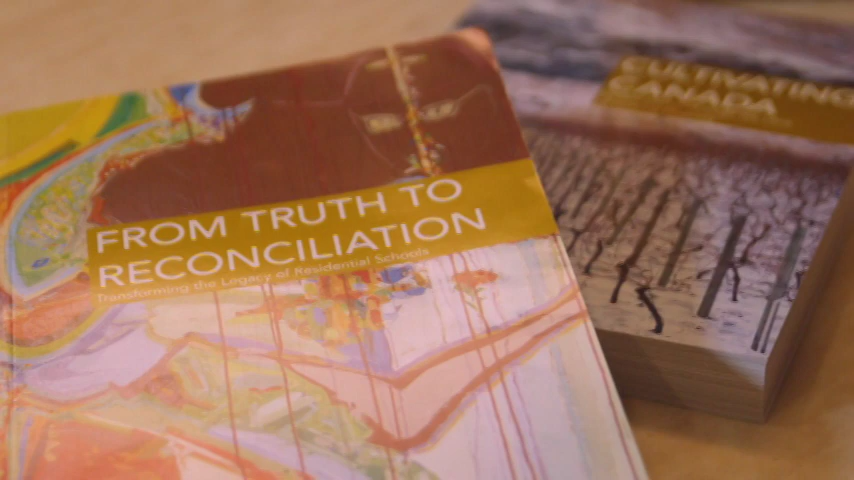 FROM TRUTH TO
RECONCILIATION
Transforming the Legacy of Residential Schools
CULTIVATING
CANADA